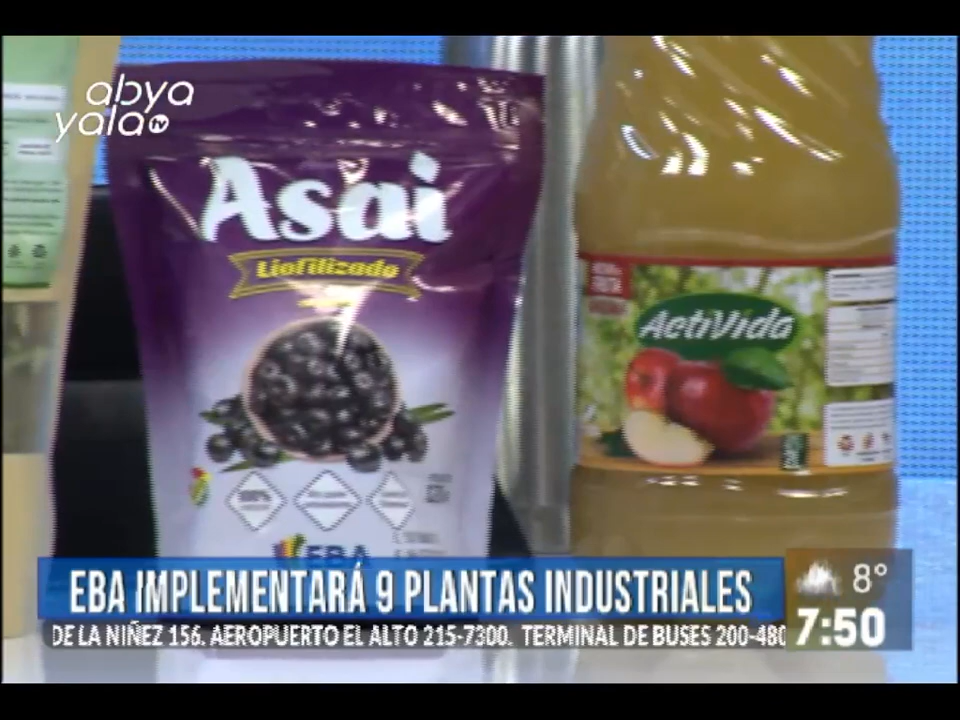 abya
yala tv
Asai
Liofilizado
ActiVida
100%
EBA
EBA IMPLEMENTARÁ 9 PLANTAS INDUSTRIALES
8°
7:50
DE LA NIÑEZ 156. AEROPUERTO EL ALTO 215-7300. TERMINAL DE BUSES 200-480